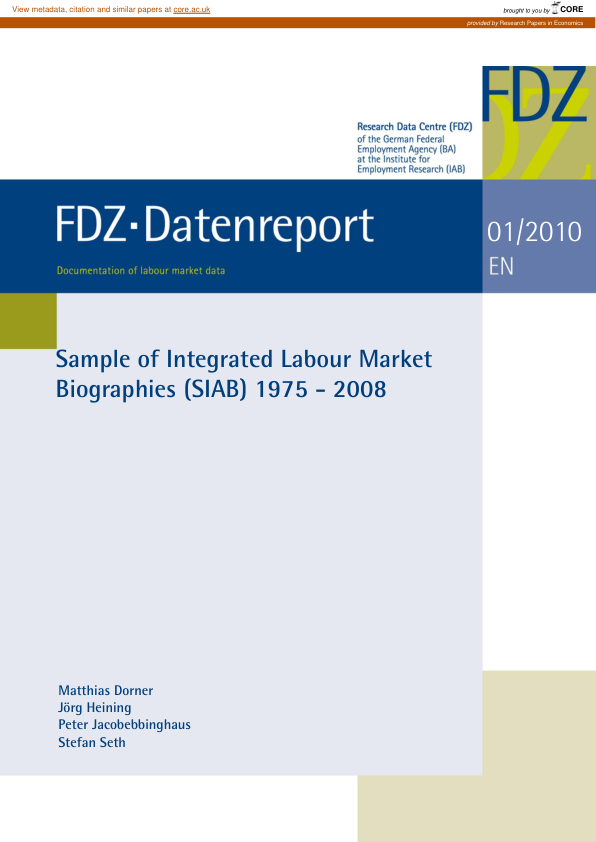 View metadata, citation and similar papers at core.ac.uk
brought to you by CORE
provided by Research Papers in Economics
FDZ
Research Data Centre (FDZ)
of the German Federal
Employment Agency (BA)
at the Institute for
Employment Research (IAB)
FDZ·Datenreport
01/2010
Documentation of labour market data
EN
Sample of Integrated Labour Market
Biographies (SIAB) 1975 - 2008
Matthias Dorner
Jörg Heining
Peter Jacobebbinghaus
Stefan Seth